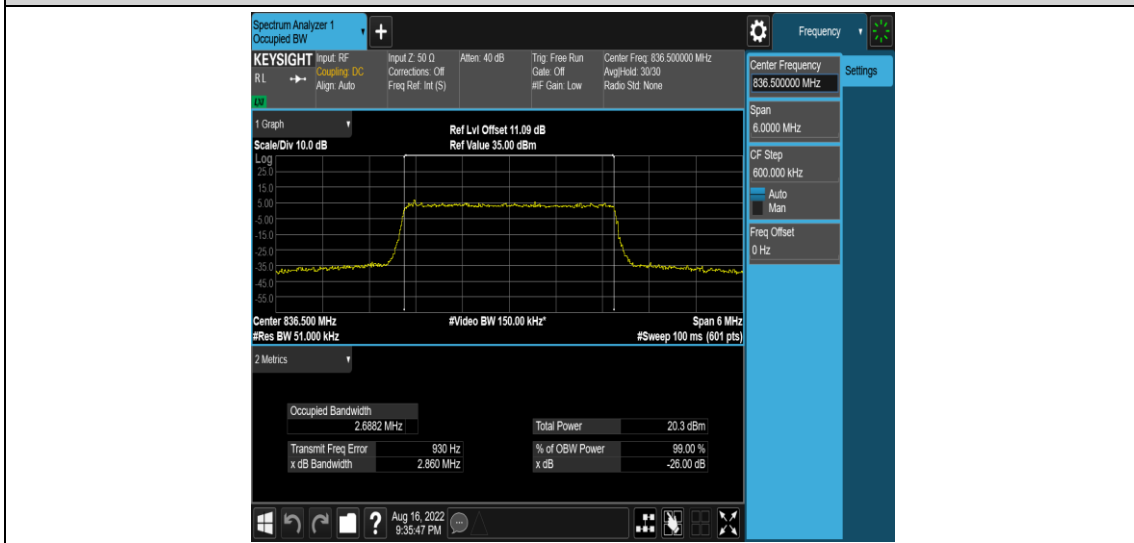 Spectrum Analyzer 1
Occupied BW
+
Frequency
KEYSIGHT
RL
LXI
Input: RF
Coupling: DC
Align: Auto
Input Z: 50 Ω
Corrections: Off
Freq Ref: Int (S)
Atten: 40 dB
Trig: Free Run
Gate: Off
#IF Gain: Low
Center Freq: 836.500000 MHz
Avg|Hold: 30/30
Radio Std: None
Center Frequency
836.500000 MHz
Settings
Span
6.0000 MHz
CF Step
600.000 kHz
Auto
Man
Freq Offset
0 Hz
1 Graph
Scale/Div 10.0 dB
Ref Lvl Offset 11.09 dB
Ref Value 35.00 dBm
Log
25.0
15.0
5.00
-5.00
-15.0
-25.0
-35.0
-45.0
-55.0
Center 836.500 MHz
#Video BW 150.00 kHz*
Span 6 MHz
#Res BW 51.000 kHz
#Sweep 100 ms (601 pts)
2 Metrics
Occupied Bandwidth
2.6882 MHz
Total Power 20.3 dBm
Transmit Freq Error 930 Hz
% of OBW Power 99.00 %
x dB Bandwidth 2.860 MHz
x dB -26.00 dB
?
Aug 16, 2022
9:35:47 PM